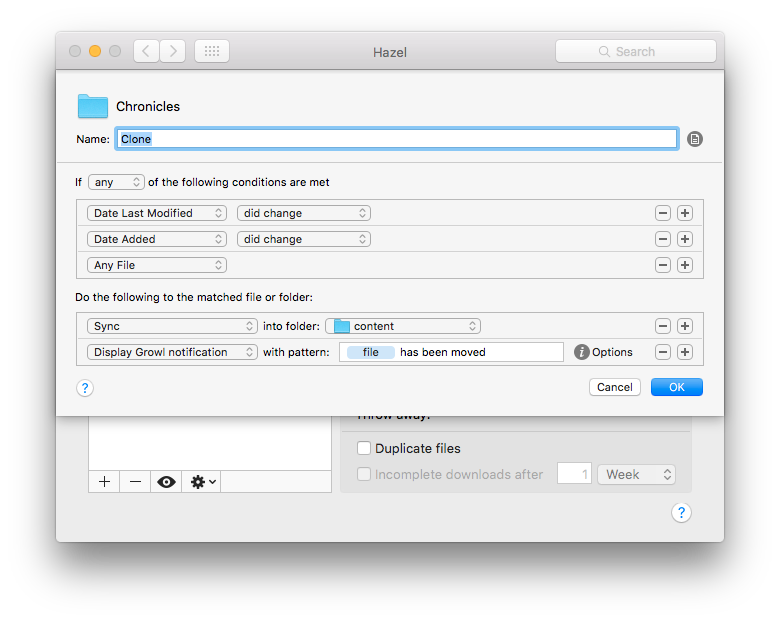 Hazel
Search
Chronicles
Name: Clone
If any of the following conditions are met
Date Last Modified did change
Date Added did change
Any File
Do the following to the matched file or folder:
Sync into folder: content
Display Growl notification with pattern: file has been moved Options
? Cancel OK
Throw away:
Duplicate files
Incomplete downloads after 1 Week
?